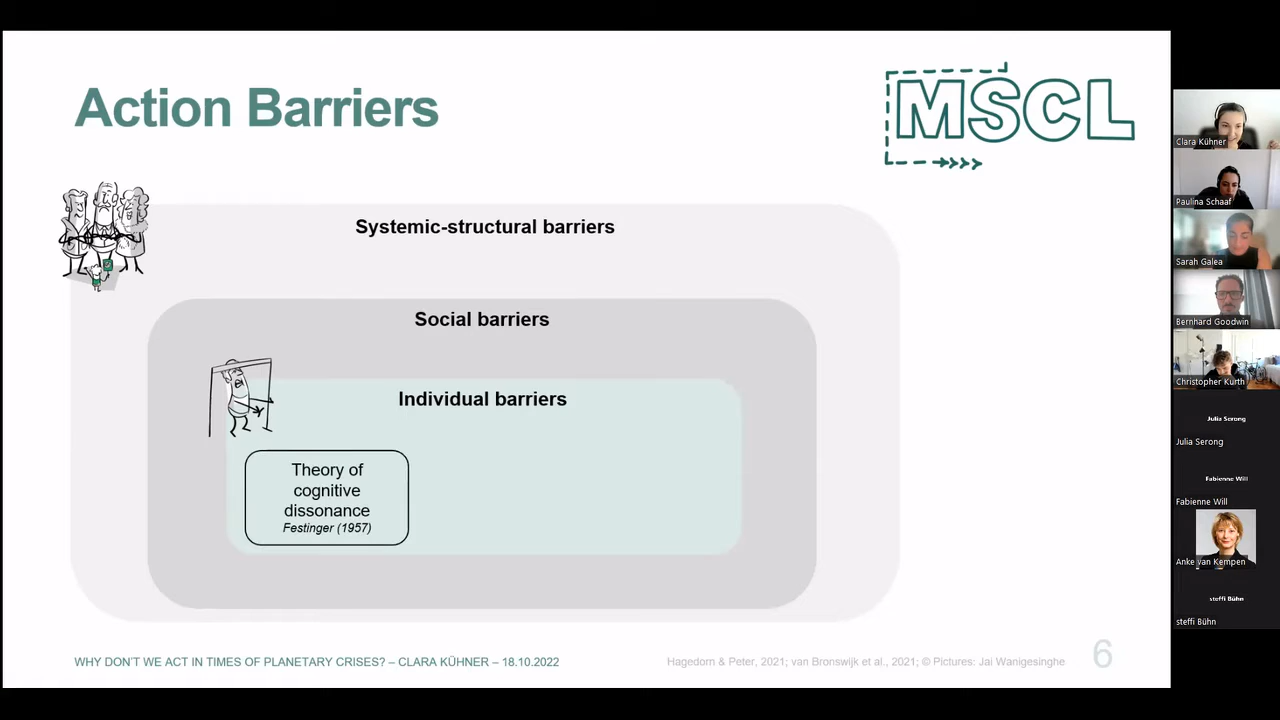 Action Barriers
MSCL
Systemic-structural barriers
Social barriers
Individual barriers
Theory of
cognitive
dissonance
Festinger (1957)
WHY DON'T WE ACT IN TIMES OF PLANETARY CRISES? – CLARA KÜHNER – 18.10.2022
Hagedorn & Peter, 2021; van Bronswijk et al., 2021; © Pictures: Jai Wanigesinghe
6
Clara Kühner
Paulina Schaaf
Sarah Galea
Bernhard Goodwin
Christopher Kurth
Julia Serong
Julia Serong
Fabienne Will
Fabienne Will
Anke van Kempen
steffi Bühn
steffi Bühn